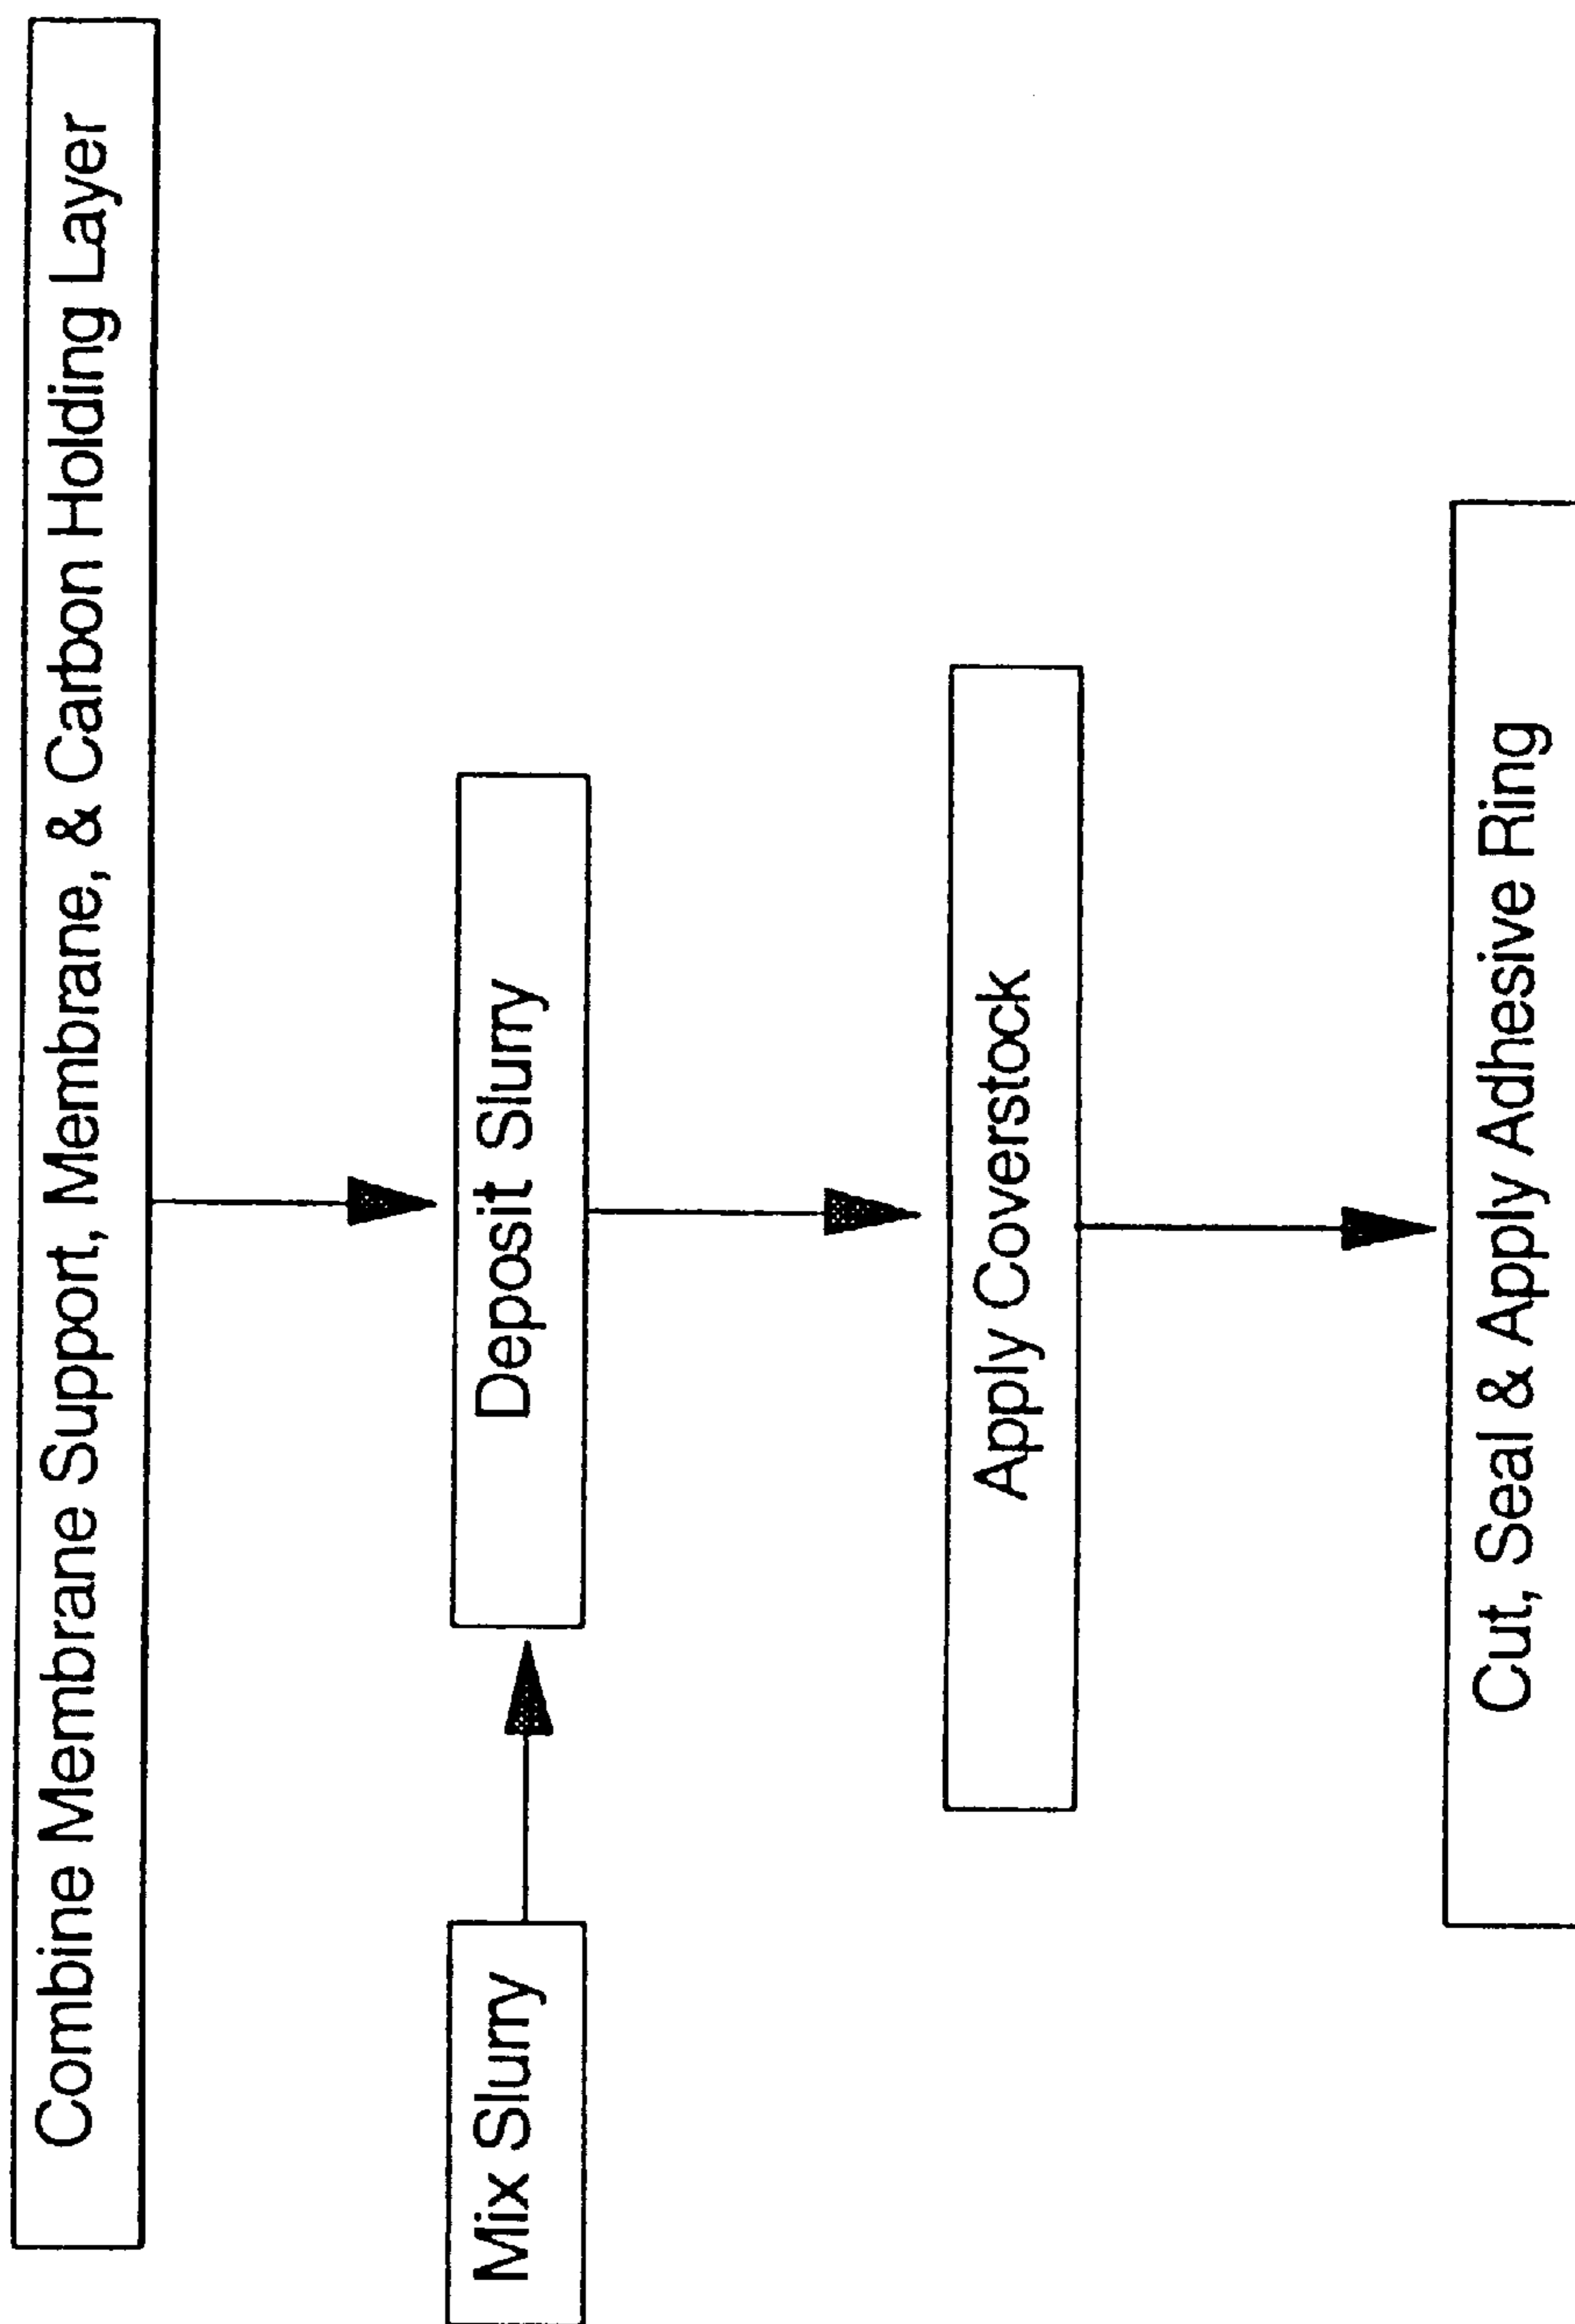 Combine Membrane Support, Membrane, & Carbon Holding Layer
Mix Slurry
Deposit Slurry
Apply Coverstock
Cut, Seal & Apply Adhesive Ring